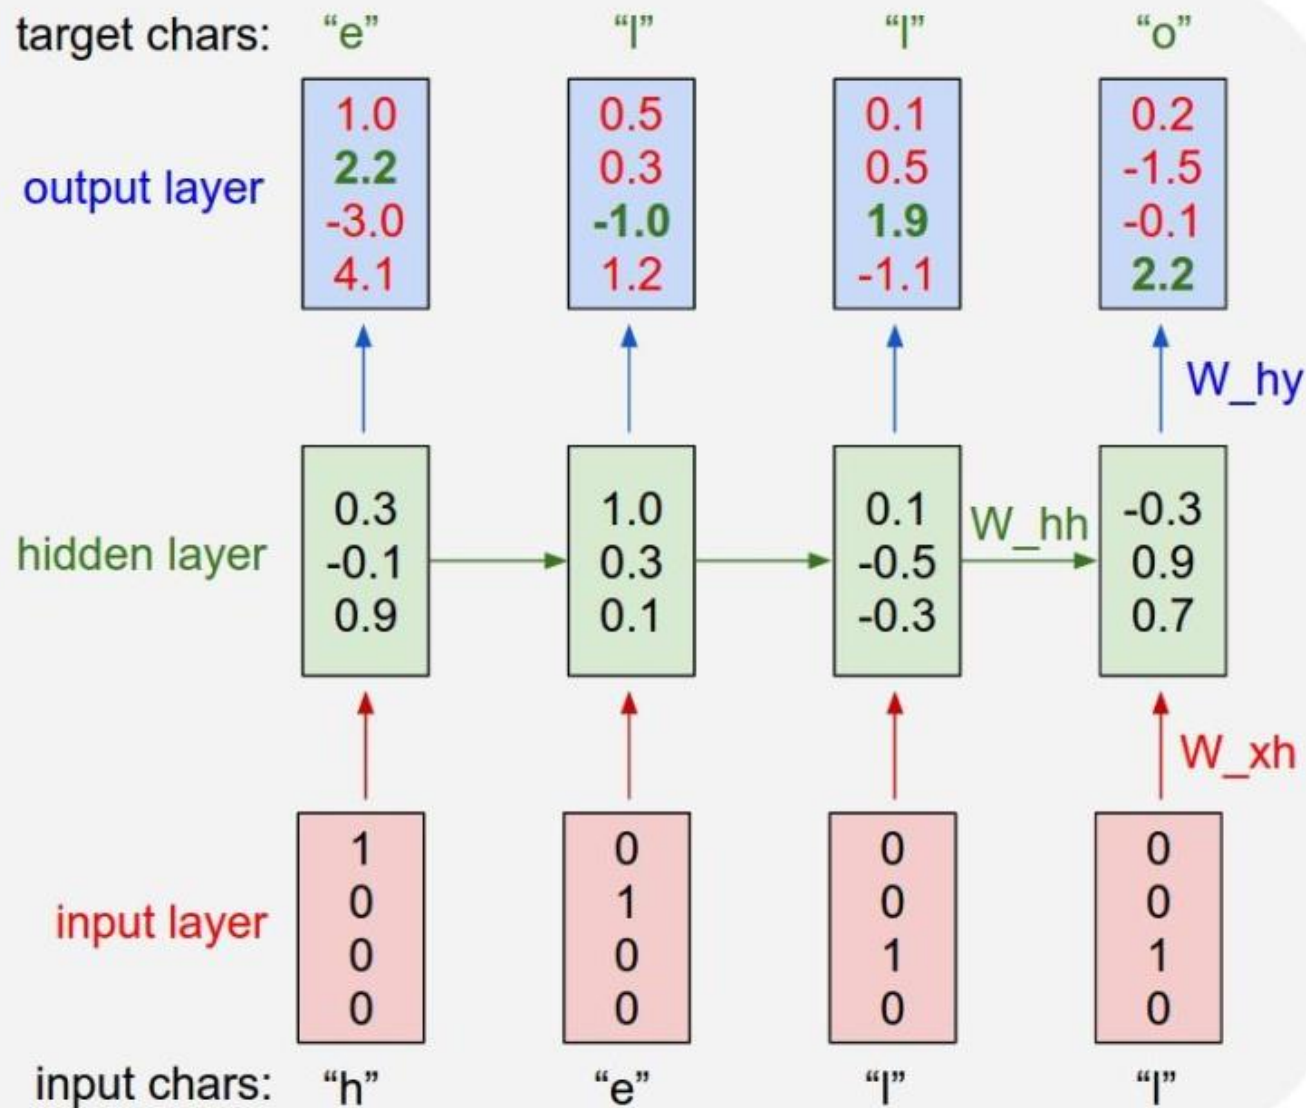 target chars: “e” “l” “l” “o”
output layer
1.0 0.5 0.1 0.2
2.2 0.3 0.5 -1.5
-3.0 -1.0 1.9 -0.1
4.1 1.2 -1.1 2.2
W_hy
hidden layer
0.3 1.0 0.1 -0.3
-0.1 0.3 -0.5 0.9
0.9 0.1 -0.3 0.7
W_hh
W_xh
input layer
1 0 0 0
0 1 0 0
0 0 1 1
0 0 0 0
input chars: “h” “e” “l” “l”